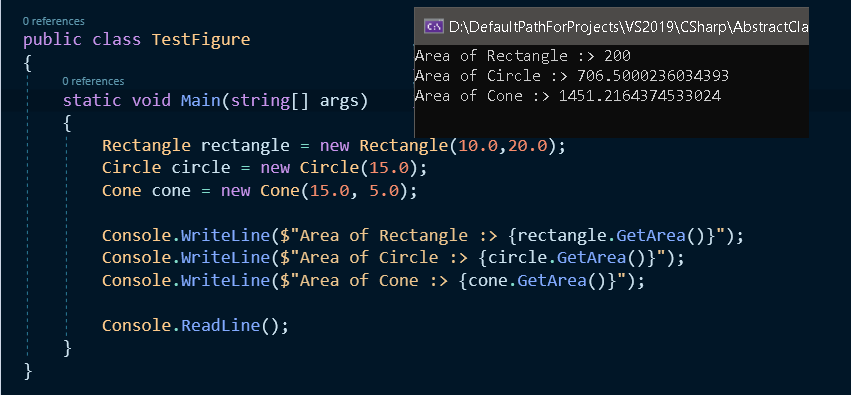 0 references
public class TestFigure
{
0 references
static void Main(string[] args)
{
Rectangle rectangle = new Rectangle(10.0,20.0);
Circle circle = new Circle(15.0);
Cone cone = new Cone(15.0, 5.0);
Console.WriteLine($"Area of Rectangle :> {rectangle.GetArea()}");
Console.WriteLine($"Area of Circle :> {circle.GetArea()}");
Console.WriteLine($"Area of Cone :> {cone.GetArea()}");
Console.ReadLine();
}
}
C:\ D:\DefaultPathForProjects\VS2019\CSharp\AbstractCla
Area of Rectangle :> 200
Area of Circle :> 706.5000236034393
Area of Cone :> 1451.2164374533024